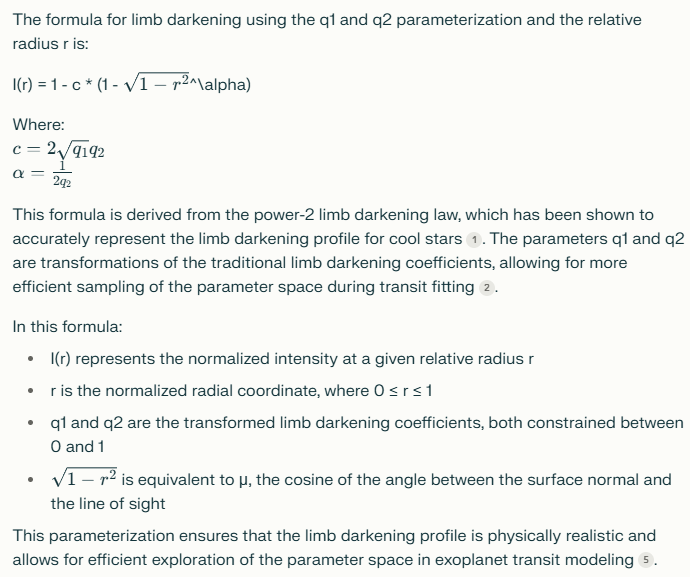 The formula for limb darkening using the q1 and q2 parameterization and the relative
radius r is:
I(r) = 1 - c * (1 - √(1 − r²)^\alpha)
Where:
c = 2√q₁q₂
α = 1/(2q₂)
This formula is derived from the power-2 limb darkening law, which has been shown to
accurately represent the limb darkening profile for cool stars 1. The parameters q1 and q2
are transformations of the traditional limb darkening coefficients, allowing for more
efficient sampling of the parameter space during transit fitting 2.
In this formula:
• I(r) represents the normalized intensity at a given relative radius r
• r is the normalized radial coordinate, where 0 ≤ r ≤ 1
• q1 and q2 are the transformed limb darkening coefficients, both constrained between
0 and 1
• √(1 − r²) is equivalent to μ, the cosine of the angle between the surface normal and
the line of sight
This parameterization ensures that the limb darkening profile is physically realistic and
allows for efficient exploration of the parameter space in exoplanet transit modeling 5.